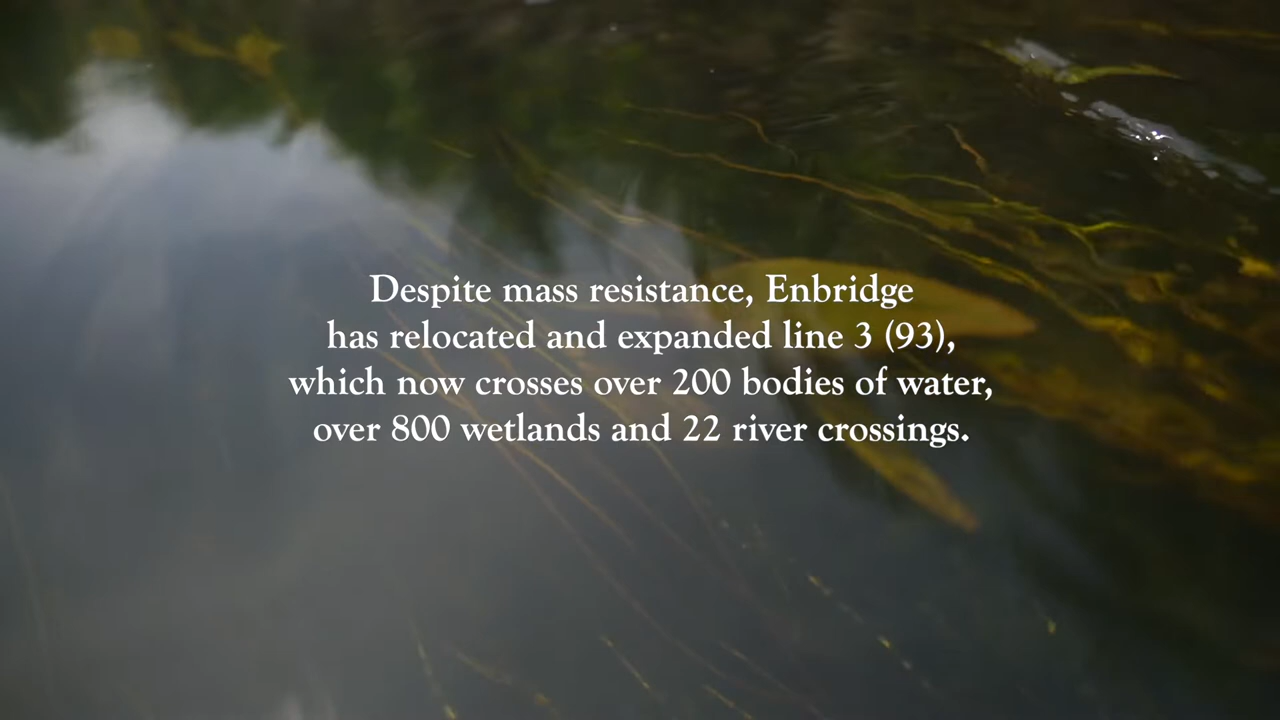 Despite mass resistance, Enbridge
has relocated and expanded line 3 (93),
which now crosses over 200 bodies of water,
over 800 wetlands and 22 river crossings.